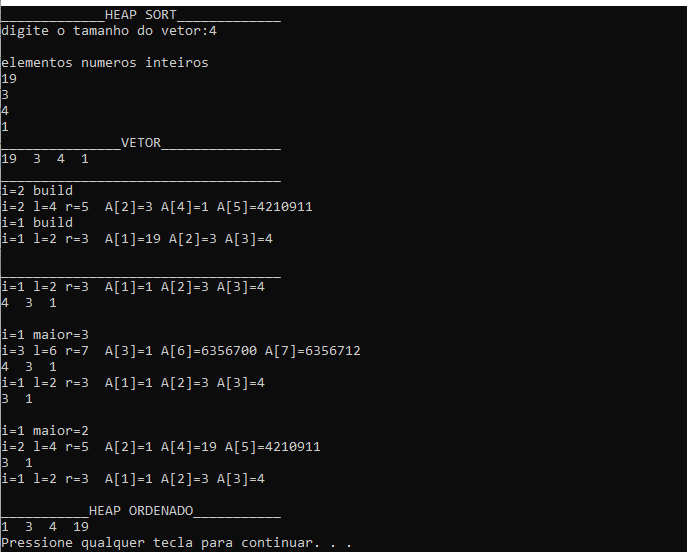 _____________HEAP SORT_____________
digite o tamanho do vetor:4
elementos numeros inteiros
19
3
4
1
_______________VETOR_______________
19  3  4  1
___________________________________
i=2 build
i=2 l=4 r=5  A[2]=3 A[4]=1 A[5]=4210911
i=1 build
i=1 l=2 r=3  A[1]=19 A[2]=3 A[3]=4
___________________________________
i=1 l=2 r=3  A[1]=1 A[2]=3 A[3]=4
4  3  1
i=1 maior=3
i=3 l=6 r=7  A[3]=1 A[6]=6356700 A[7]=6356712
4  3  1
i=1 l=2 r=3  A[1]=1 A[2]=3 A[3]=4
3  1
i=1 maior=2
i=2 l=4 r=5  A[2]=1 A[4]=19 A[5]=4210911
3  1
i=1 l=2 r=3  A[1]=1 A[2]=3 A[3]=4
___________HEAP ORDENADO___________
1  3  4  19
Pressione qualquer tecla para continuar. . .